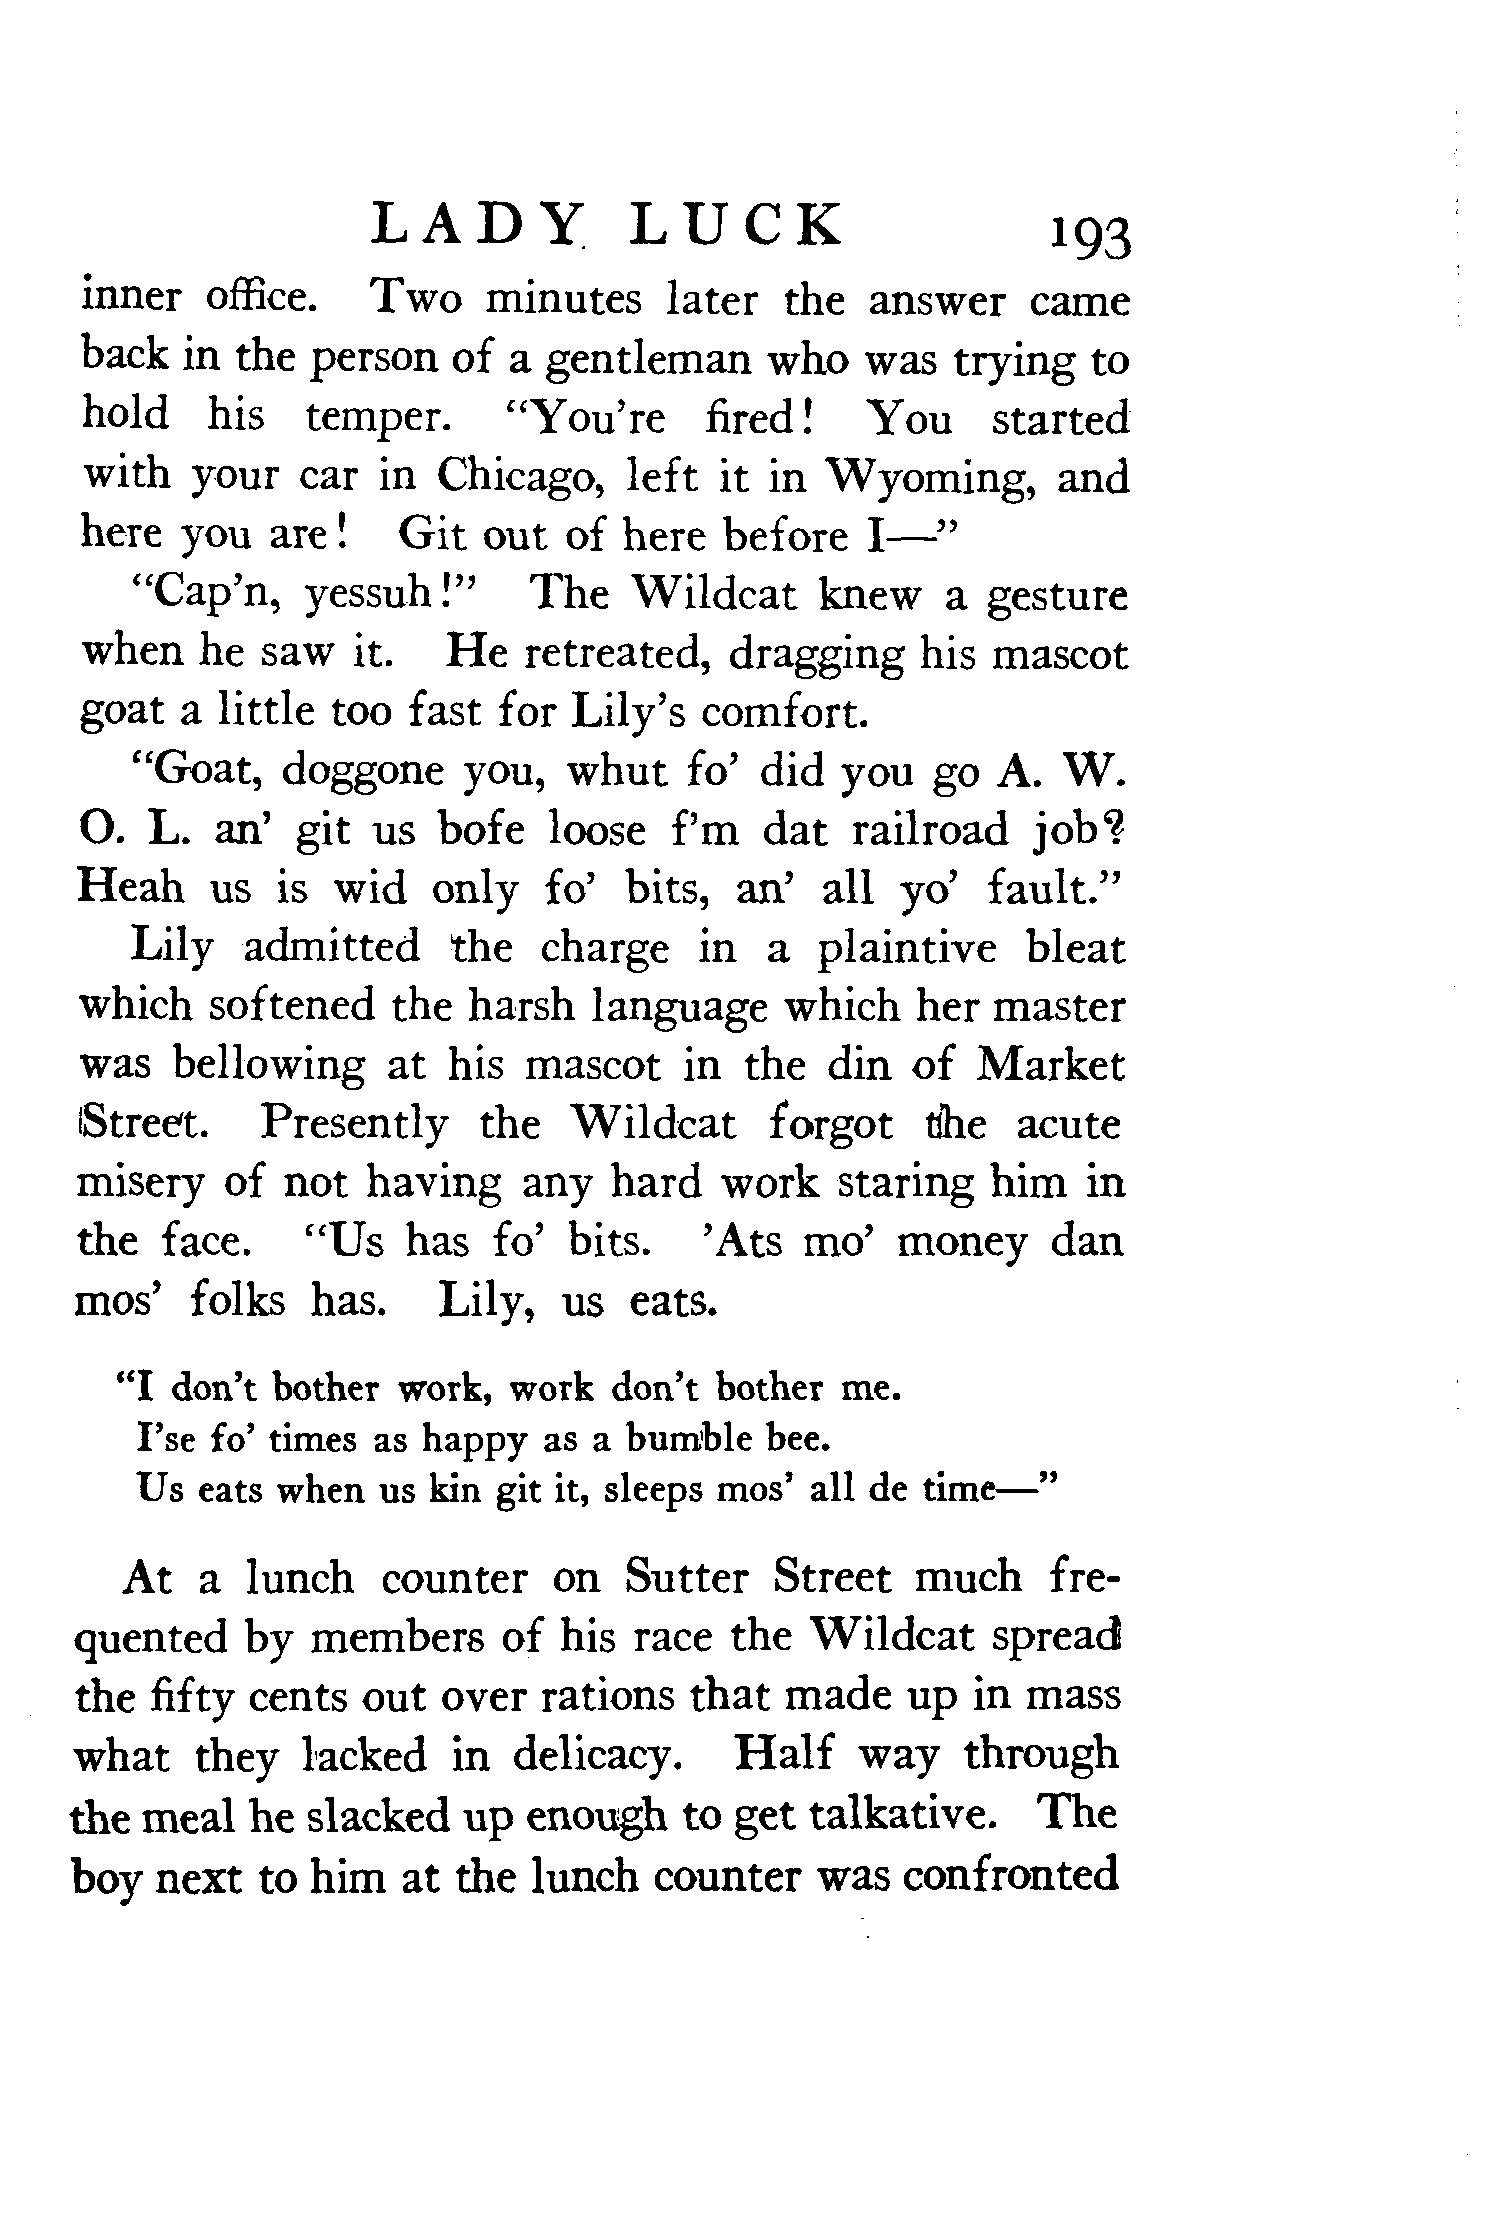 LADY LUCK 193
inner office. Two minutes later the answer came
back in the person of a gentleman who was trying to
hold his temper. "You're fired! You started
with your car in Chicago, left it in Wyoming, and
here you are! Git out of here before I—"
"Cap'n, yessuh!" The Wildcat knew a gesture
when he saw it. He retreated, dragging his mascot
goat a little too fast for Lily's comfort.
"Goat, doggone you, whut fo' did you go A. W.
O. L. an' git us bofe loose f'm dat railroad job?
Heah us is wid only fo' bits, an' all yo' fault."
Lily admitted the charge in a plaintive bleat
which softened the harsh language which her master
was bellowing at his mascot in the din of Market
Street. Presently the Wildcat forgot the acute
misery of not having any hard work staring him in
the face. "Us has fo' bits. 'Ats mo' money dan
mos' folks has. Lily, us eats.
"I don't bother work, work don't bother me.
I'se fo' times as happy as a bumble bee.
Us eats when us kin git it, sleeps mos' all de time—"
At a lunch counter on Sutter Street much fre-
quented by members of his race the Wildcat spread
the fifty cents out over rations that made up in mass
what they lacked in delicacy. Half way through
the meal he slacked up enough to get talkative. The
boy next to him at the lunch counter was confronted